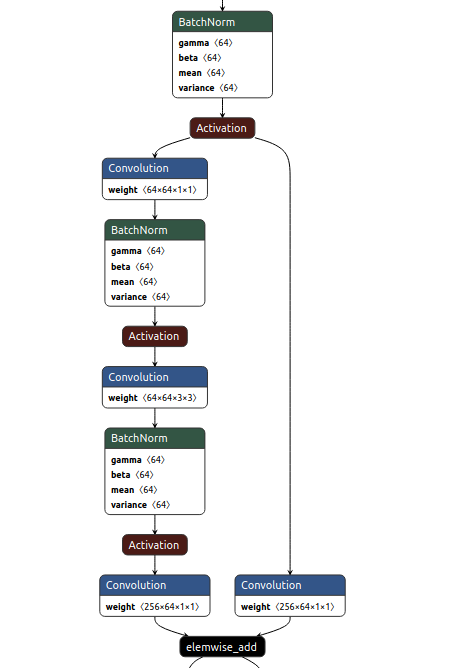 BatchNorm
gamma ⟨64⟩
beta ⟨64⟩
mean ⟨64⟩
variance ⟨64⟩
Activation
Convolution
weight ⟨64×64×1×1⟩
BatchNorm
gamma ⟨64⟩
beta ⟨64⟩
mean ⟨64⟩
variance ⟨64⟩
Activation
Convolution
weight ⟨64×64×3×3⟩
BatchNorm
gamma ⟨64⟩
beta ⟨64⟩
mean ⟨64⟩
variance ⟨64⟩
Activation
Convolution
weight ⟨256×64×1×1⟩
Convolution
weight ⟨256×64×1×1⟩
elemwise_add